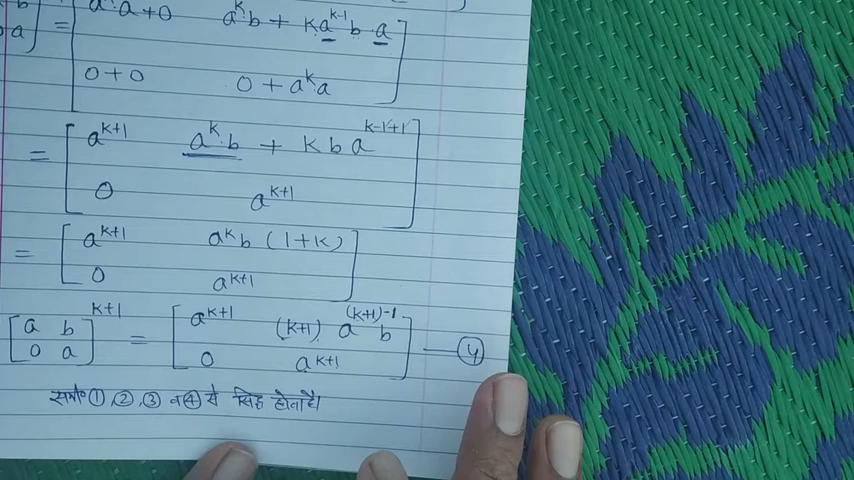 b] = [a^k·a+0    a^k·b + ka^{k-1}b a]
a]
0+0    0 + a^k·a
= [a^{k+1}    a^k·b + kba^{k-1+1}]
0    a^{k+1}
= [a^{k+1}    a^kb(1+k)]
0    a^{k+1}
[a b]^{k+1} = [a^{k+1}    (k+1) a^{(k+1)-1} b]
0 a    0    a^{k+1} — ④
समी० ①, ②, ③ व ④ से सिद्ध होता है।